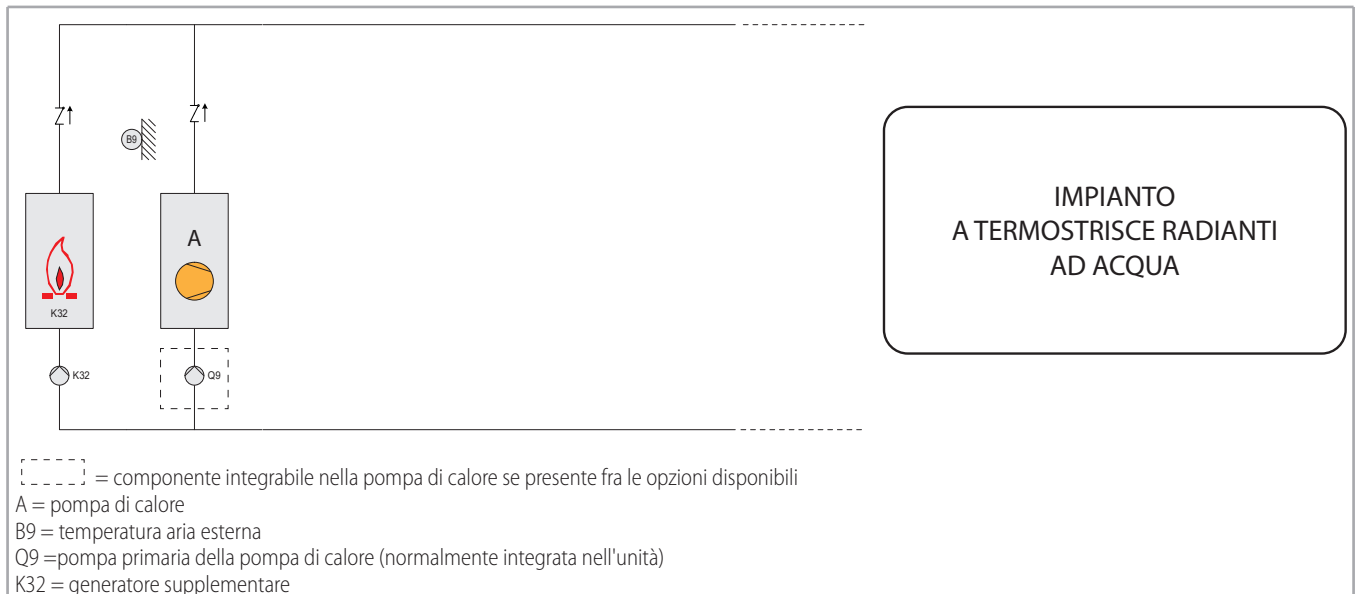 B9
A
K32
K32
Q9
IMPIANTO
A TERMOSTRISCE RADIANTI
AD ACQUA
= componente integrabile nella pompa di calore se presente fra le opzioni disponibili
A = pompa di calore
B9 = temperatura aria esterna
Q9 =pompa primaria della pompa di calore (normalmente integrata nell'unità)
K32 = generatore supplementare